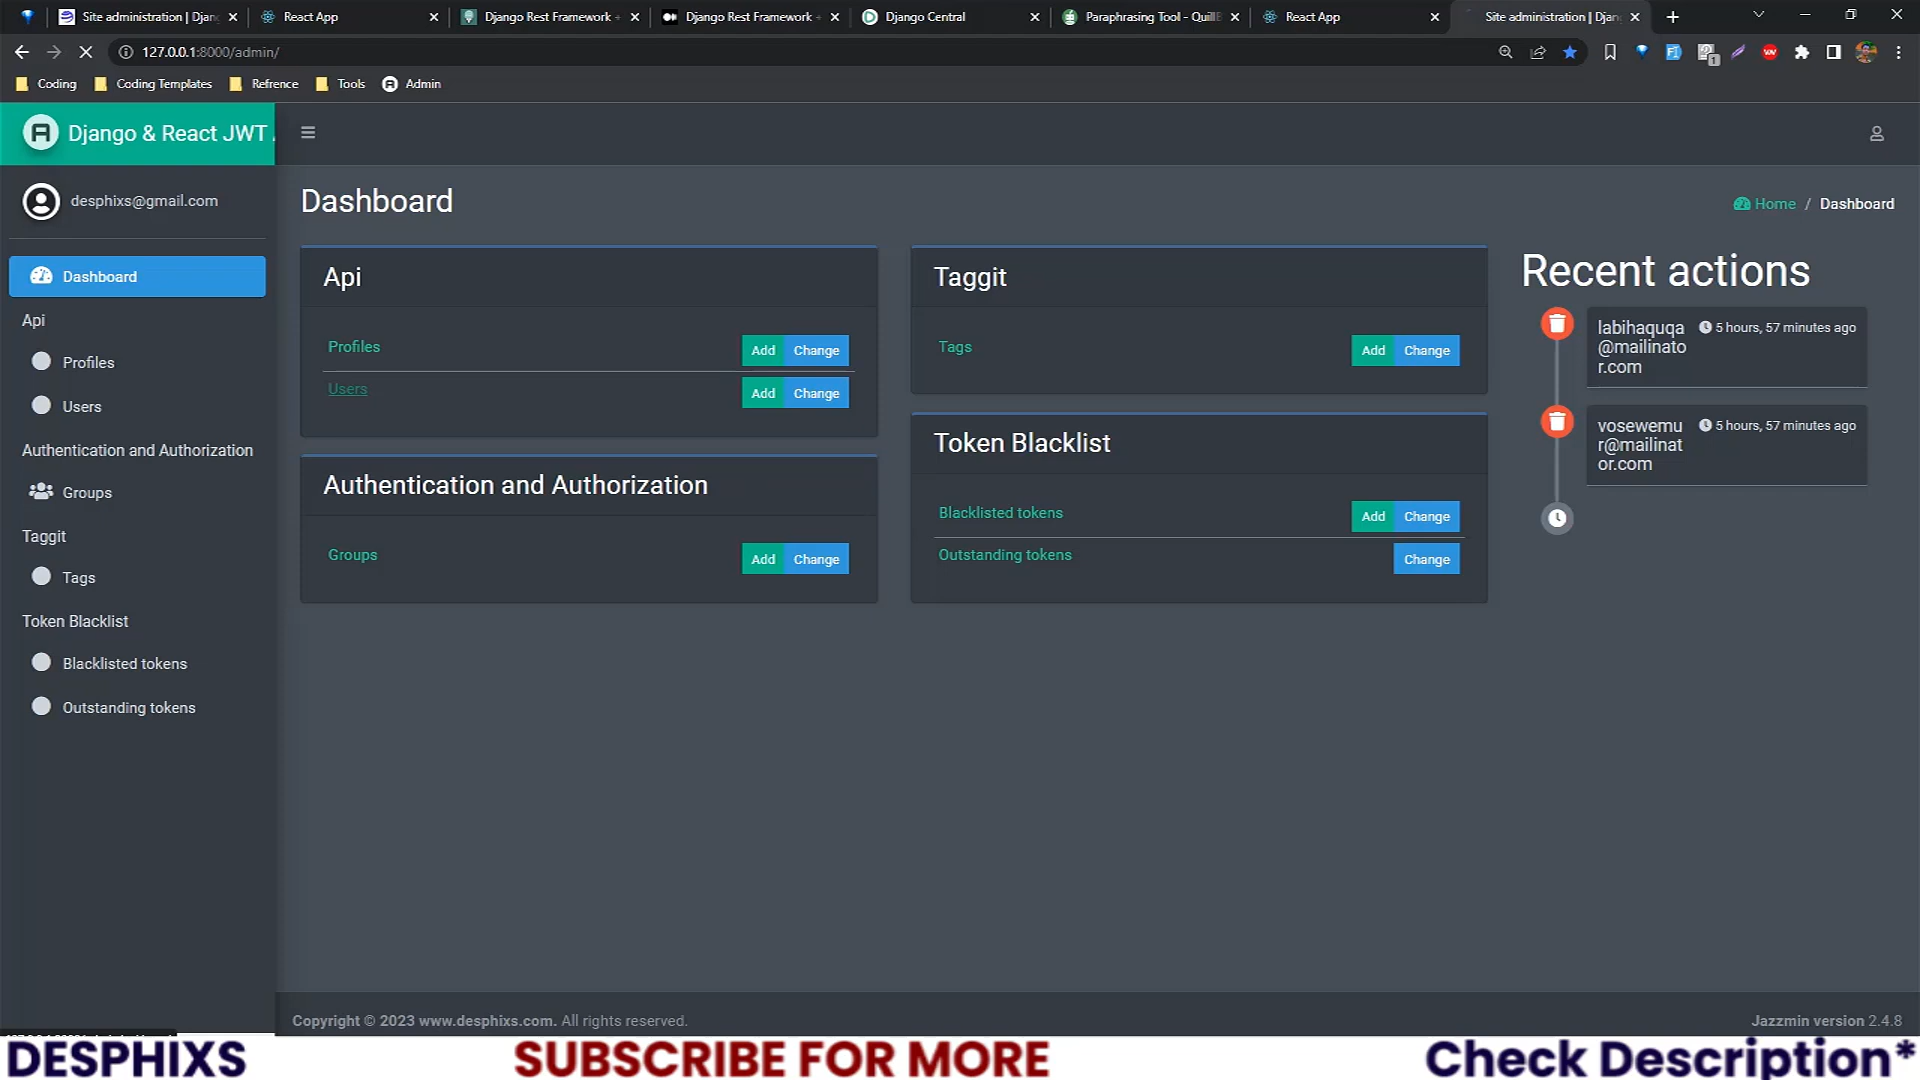 Site administration | Djan
React App
Django Rest Framework +
Django Rest Framework +
Django Central
Paraphrasing Tool - QuillB
React App
Site administration | Djan
127.0.0.1:8000/admin/
1
Coding
Coding Templates
Refrence
Tools
Admin
Django & React JWT
desphixs@gmail.com
Dashboard
Home / Dashboard
Dashboard
Api
Profiles
Users
Authentication and Authorization
Groups
Taggit
Tags
Token Blacklist
Blacklisted tokens
Outstanding tokens
Api
Profiles
Add Change
Users
Add Change
Authentication and Authorization
Groups
Add Change
Taggit
Tags
Add Change
Token Blacklist
Blacklisted tokens
Add Change
Outstanding tokens
Change
Recent actions
labihaquqa
@mailinato
r.com
5 hours, 57 minutes ago
vosewemu
r@mailinat
or.com
5 hours, 57 minutes ago
Copyright © 2023 www.desphixs.com. All rights reserved.
Jazzmin version 2.4.8
DESPHIXS
SUBSCRIBE FOR MORE
Check Description*